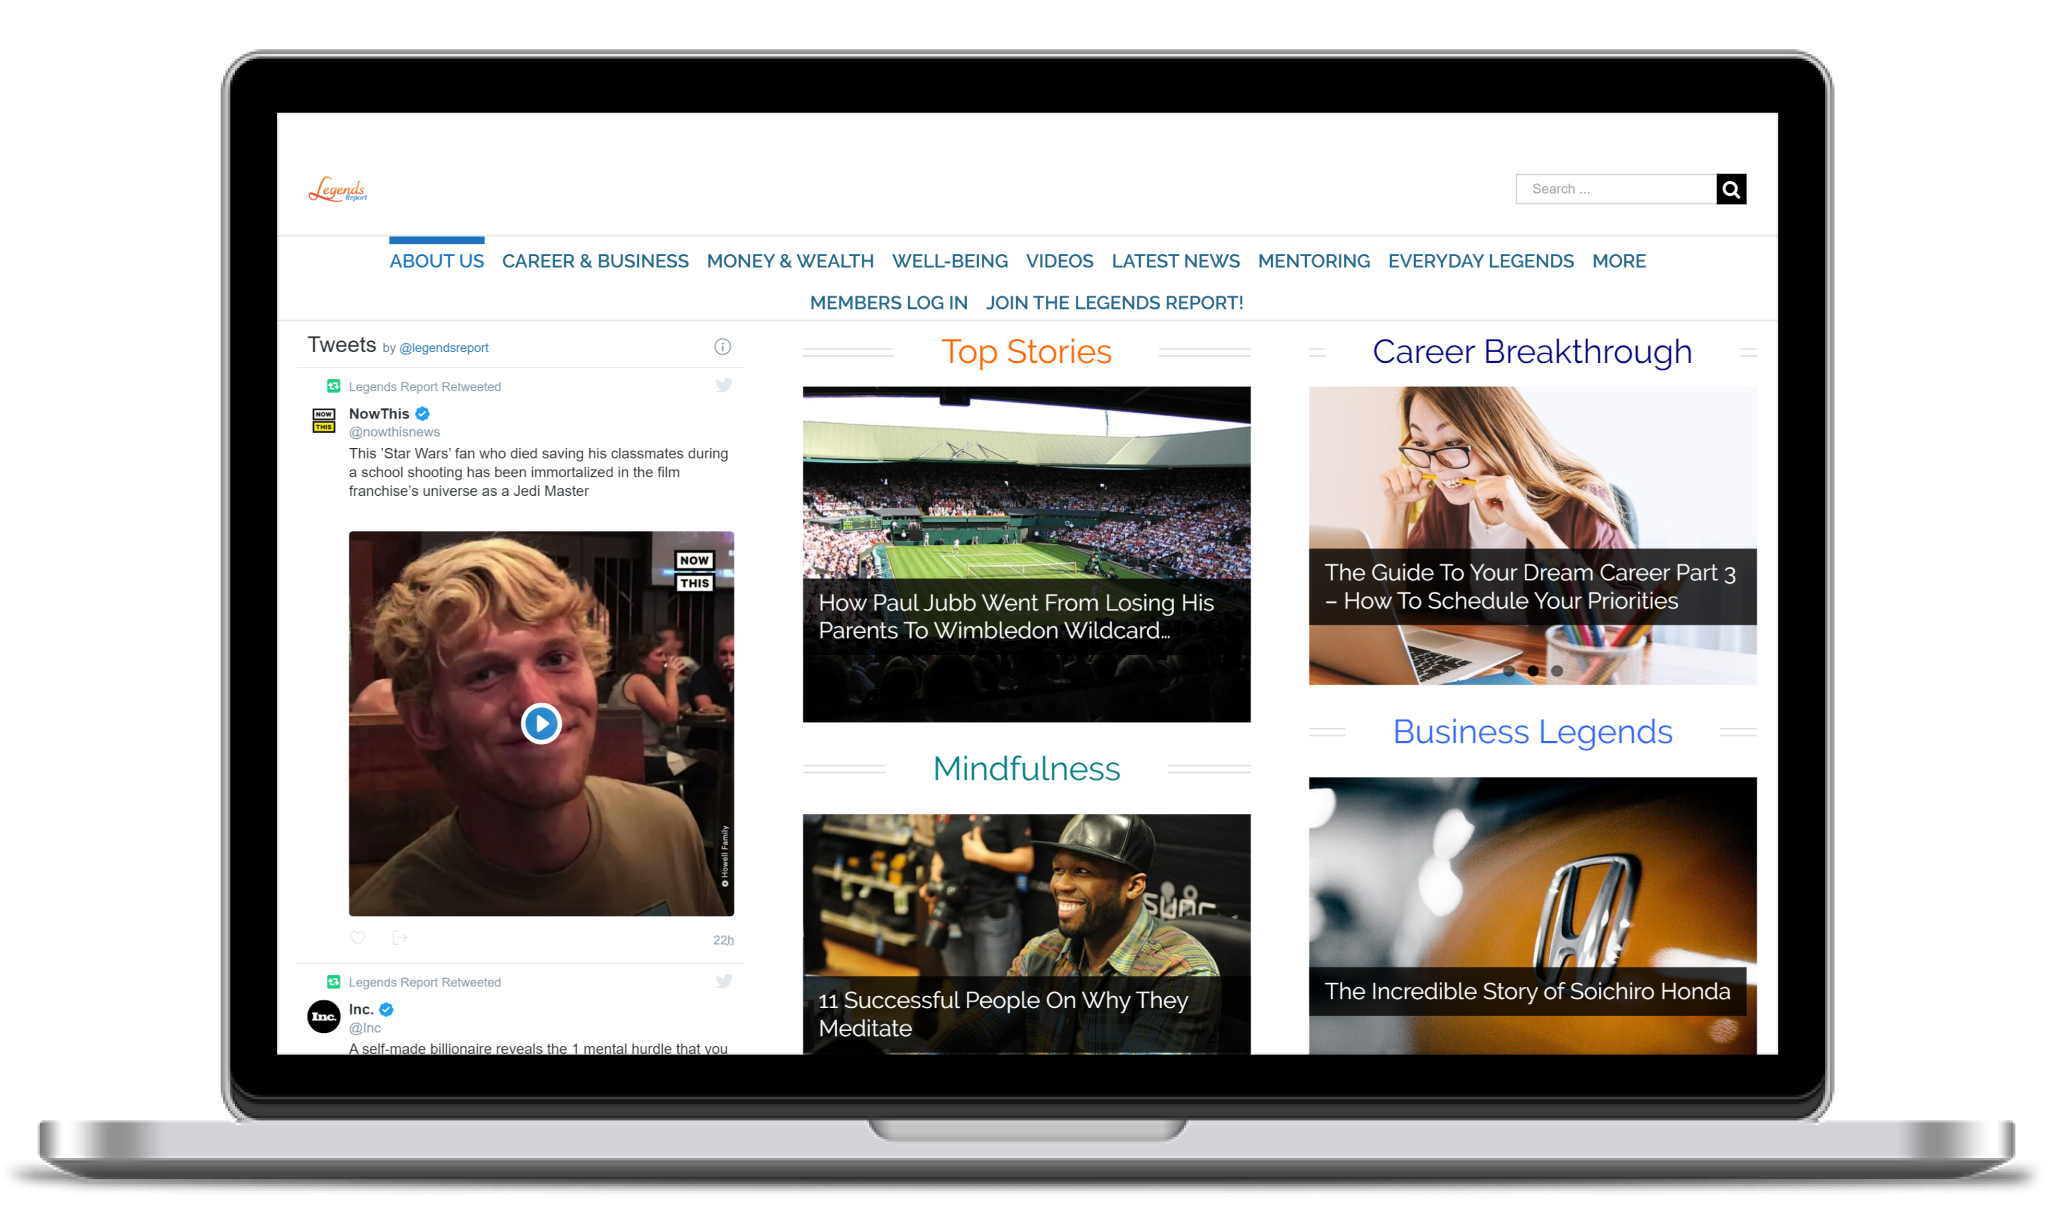 Legends
Report
Search ...
ABOUT US CAREER & BUSINESS MONEY & WEALTH WELL-BEING VIDEOS LATEST NEWS MENTORING EVERYDAY LEGENDS MORE
MEMBERS LOG IN JOIN THE LEGENDS REPORT!
Tweets by @legendsreport
Legends Report Retweeted
NOW
THIS
NowThis
@nowthisnews
This 'Star Wars' fan who died saving his classmates during
a school shooting has been immortalized in the film
franchise's universe as a Jedi Master
NOW
THIS
Howell Family
22h
Legends Report Retweeted
Inc.
Inc.
@Inc
A self-made billionaire reveals the 1 mental hurdle that you
Top Stories
How Paul Jubb Went From Losing His
Parents To Wimbledon Wildcard...
Mindfulness
11 Successful People On Why They
Meditate
Career Breakthrough
The Guide To Your Dream Career Part 3
– How To Schedule Your Priorities
Business Legends
The Incredible Story of Soichiro Honda